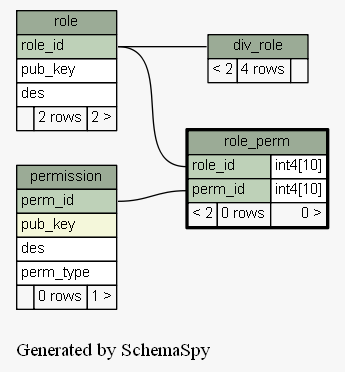 role
role_id
pub_key
des
2 rows 2 >
div_role
< 2 4 rows
role_perm
role_id int4[10]
perm_id int4[10]
< 2 0 rows 0 >
permission
perm_id
pub_key
des
perm_type
0 rows 1 >
Generated by SchemaSpy